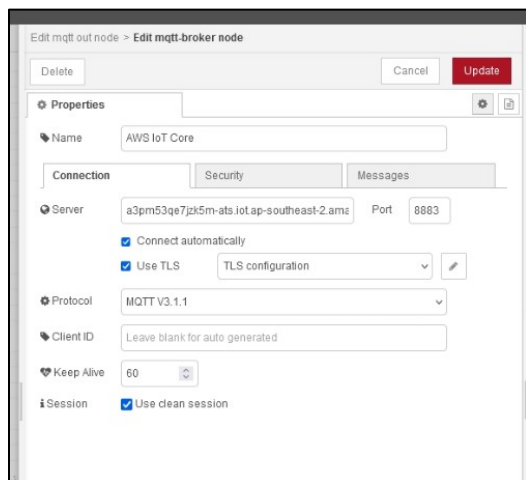 Edit mqtt out node > Edit mqtt-broker node
Delete Cancel Update
Properties
Name AWS IoT Core
Connection Security Messages
Server a3pm53qe7jzk5m-ats.iot.ap-southeast-2.ama Port 8883
Connect automatically
Use TLS TLS configuration
Protocol MQTT V3.1.1
Client ID Leave blank for auto generated
Keep Alive 60
Session Use clean session